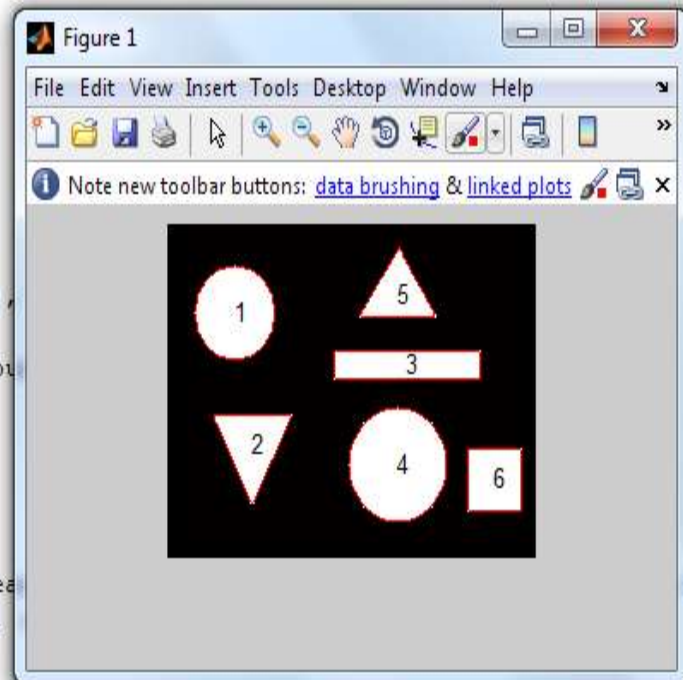 Figure 1
File Edit View Insert Tools Desktop Window Help
Note new toolbar buttons: data brushing & linked plots
1
5
3
2
4
6